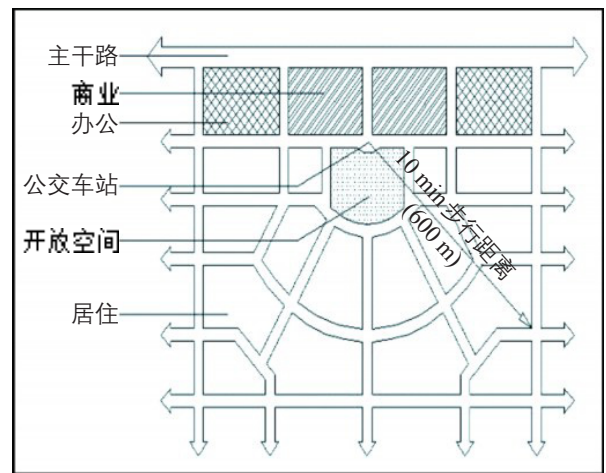 主干路
商业
办公
公交车站
开放空间
居住
10 min 步行距离
(600 m)